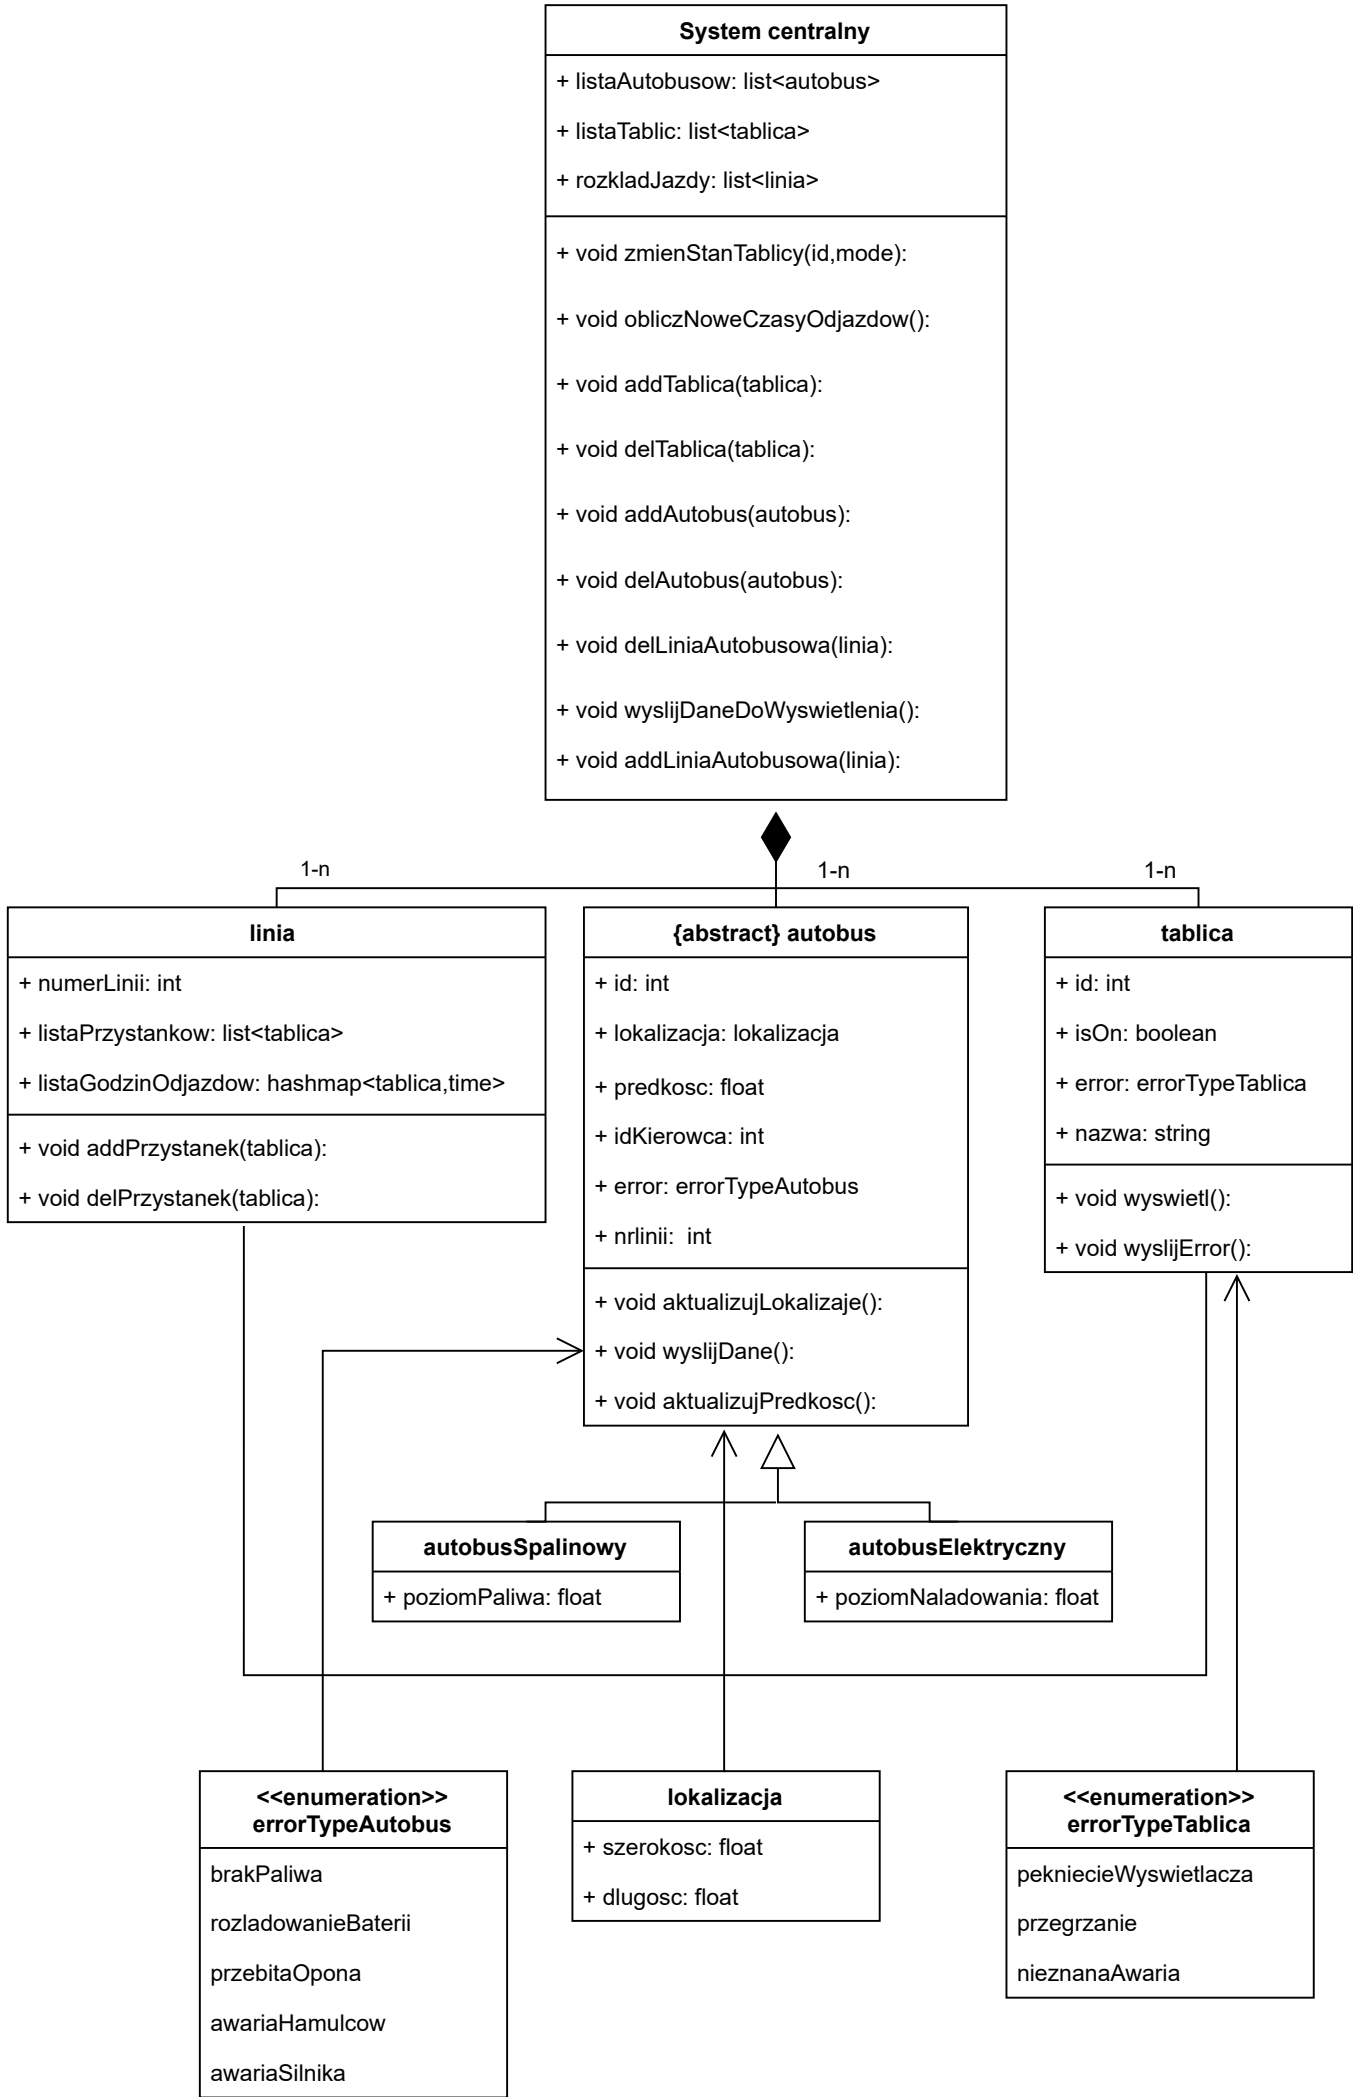 System centralny
+ listaAutobusow: list<autobus>
+ listaTablic: list<tablica>
+ rozkladJazdy: list<linia>
+ void zmienStanTablicy(id,mode):
+ void obliczNoweCzasyOdjazdow():
+ void addTablica(tablica):
+ void delTablica(tablica):
+ void addAutobus(autobus):
+ void delAutobus(autobus):
+ void delLiniaAutobusowa(linia):
+ void wyslijDaneDoWyswietlenia():
+ void addLiniaAutobusowa(linia):
1-n
1-n
1-n
linia
+ numerLinii: int
+ listaPrzystankow: list<tablica>
+ listaGodzinOdjazdow: hashmap<tablica,time>
+ void addPrzystanek(tablica):
+ void delPrzystanek(tablica):
{abstract} autobus
+ id: int
+ lokalizacja: lokalizacja
+ predkosc: float
+ idKierowca: int
+ error: errorTypeAutobus
+ nrlinii:  int
+ void aktualizujLokalizaje():
+ void wyslijDane():
+ void aktualizujPredkosc():
tablica
+ id: int
+ isOn: boolean
+ error: errorTypeTablica
+ nazwa: string
+ void wyswietl():
+ void wyslijError():
autobusSpalinowy
+ poziomPaliwa: float
autobusElektryczny
+ poziomNaladowania: float
<<enumeration>>
errorTypeAutobus
brakPaliwa
rozladowanieBaterii
przebitaOpona
awariaHamulcow
awariaSilnika
lokalizacja
+ szerokosc: float
+ dlugosc: float
<<enumeration>>
errorTypeTablica
pekniecieWyswietlacza
przegrzanie
nieznanaAwaria